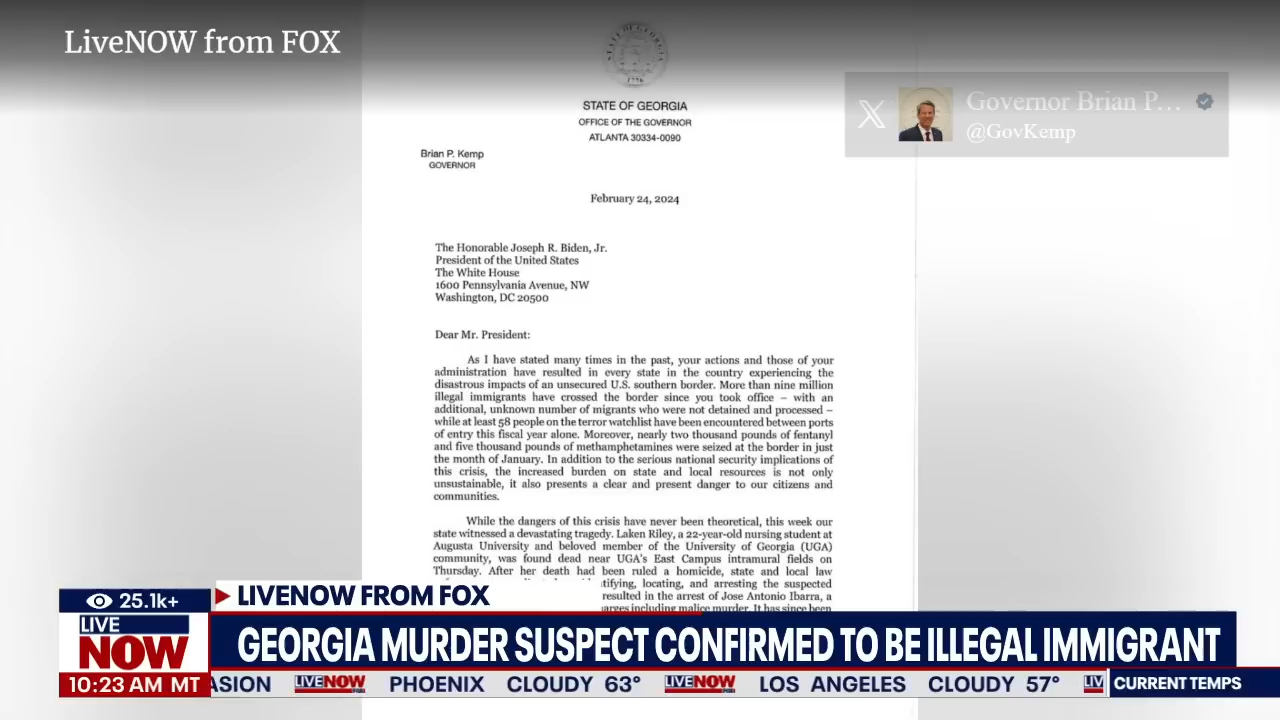 LiveNOW from FOX
STATE OF GEORGIA
1776
STATE OF GEORGIA
OFFICE OF THE GOVERNOR
ATLANTA 30334-0090
Brian P. Kemp
GOVERNOR
Governor Brian P...
@GovKemp
February 24, 2024
The Honorable Joseph R. Biden, Jr.
President of the United States
The White House
1600 Pennsylvania Avenue, NW
Washington, DC 20500
Dear Mr. President:
As I have stated many times in the past, your actions and those of your
administration have resulted in every state in the country experiencing the
disastrous impacts of an unsecured U.S. southern border. More than nine million
illegal immigrants have crossed the border since you took office – with an
additional, unknown number of migrants who were not detained and processed –
while at least 58 people on the terror watchlist have been encountered between ports
of entry this fiscal year alone. Moreover, nearly two thousand pounds of fentanyl
and five thousand pounds of methamphetamines were seized at the border in just
the month of January. In addition to the serious national security implications of
this crisis, the increased burden on state and local resources is not only
unsustainable, it also presents a clear and present danger to our citizens and
communities.
While the dangers of this crisis have never been theoretical, this week our
state witnessed a devastating tragedy. Laken Riley, a 22-year-old nursing student at
Augusta University and beloved member of the University of Georgia (UGA)
community, was found dead near UGA's East Campus intramural fields on
Thursday. After her death had been ruled a homicide, state and local law
tifying, locating, and arresting the suspected
resulted in the arrest of Jose Antonio Ibarra, a
arges including malice murder. It has since been
25.1k+
LIVENOW FROM FOX
LIVE
NOW
GEORGIA MURDER SUSPECT CONFIRMED TO BE ILLEGAL IMMIGRANT
10:23 AM MT
ASION LIVENOW PHOENIX CLOUDY 63° LIVENOW LOS ANGELES CLOUDY 57° LIV CURRENT TEMPS